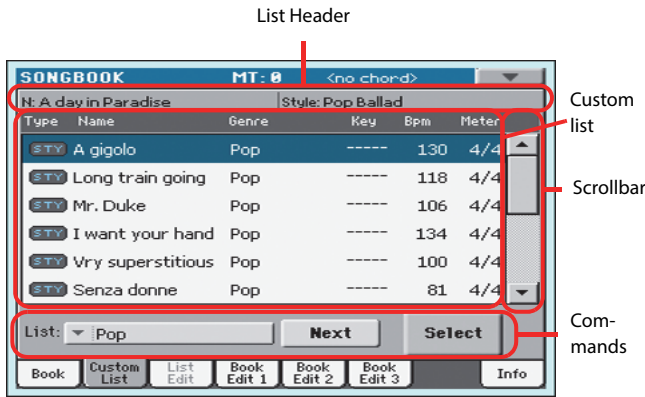 List Header
SONGBOOK MT: 0 <no chord>
N: A day in Paradise Style: Pop Ballad
Type Name Genre Key Bpm Meter
STY A gigolo Pop ----- 130 4/4
STY Long train going Pop ----- 118 4/4
STY Mr. Duke Pop ----- 106 4/4
STY I want your hand Pop ----- 134 4/4
STY Vry superstitious Pop ----- 100 4/4
STY Senza donne Pop ----- 81 4/4
Custom
list
Scrollbar
List: Pop Next Select
Com-
mands
Book Custom List List Edit Book Edit 1 Book Edit 2 Book Edit 3 Info